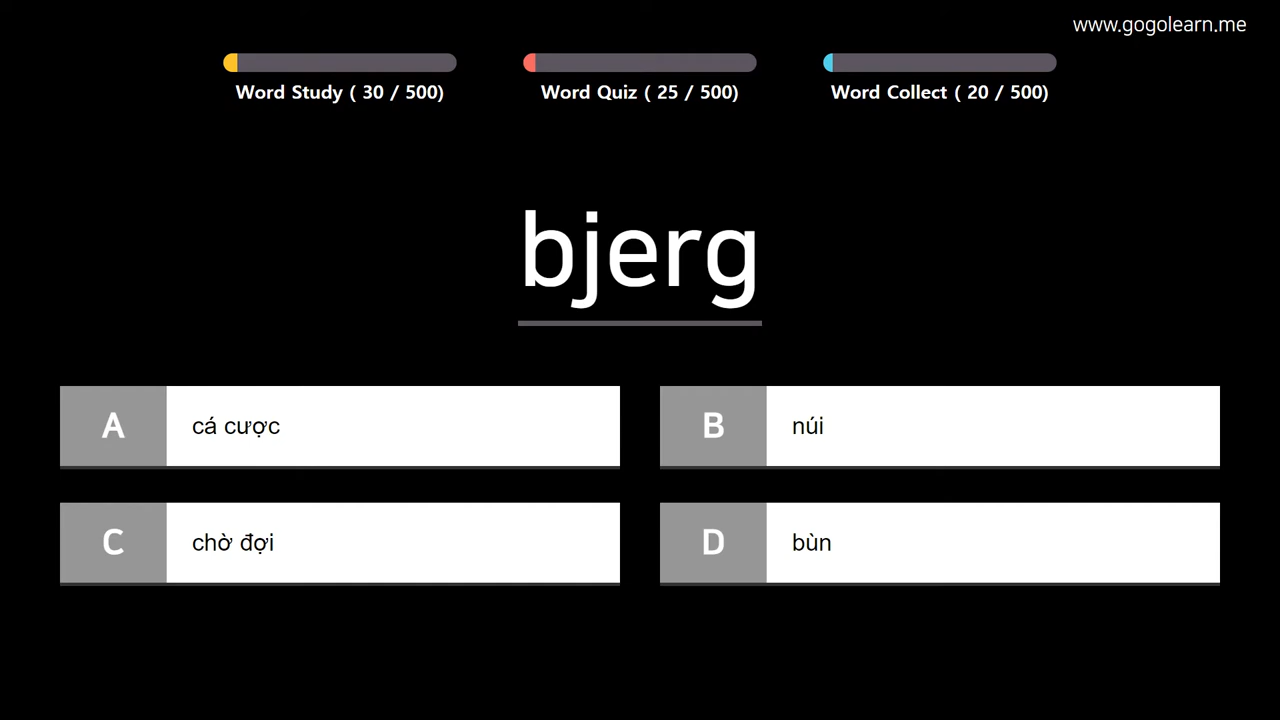 www.gogolearn.me
Word Study ( 30 / 500)
Word Quiz ( 25 / 500)
Word Collect ( 20 / 500)
bjerg
A cá cược
B núi
C chờ đợi
D bùn